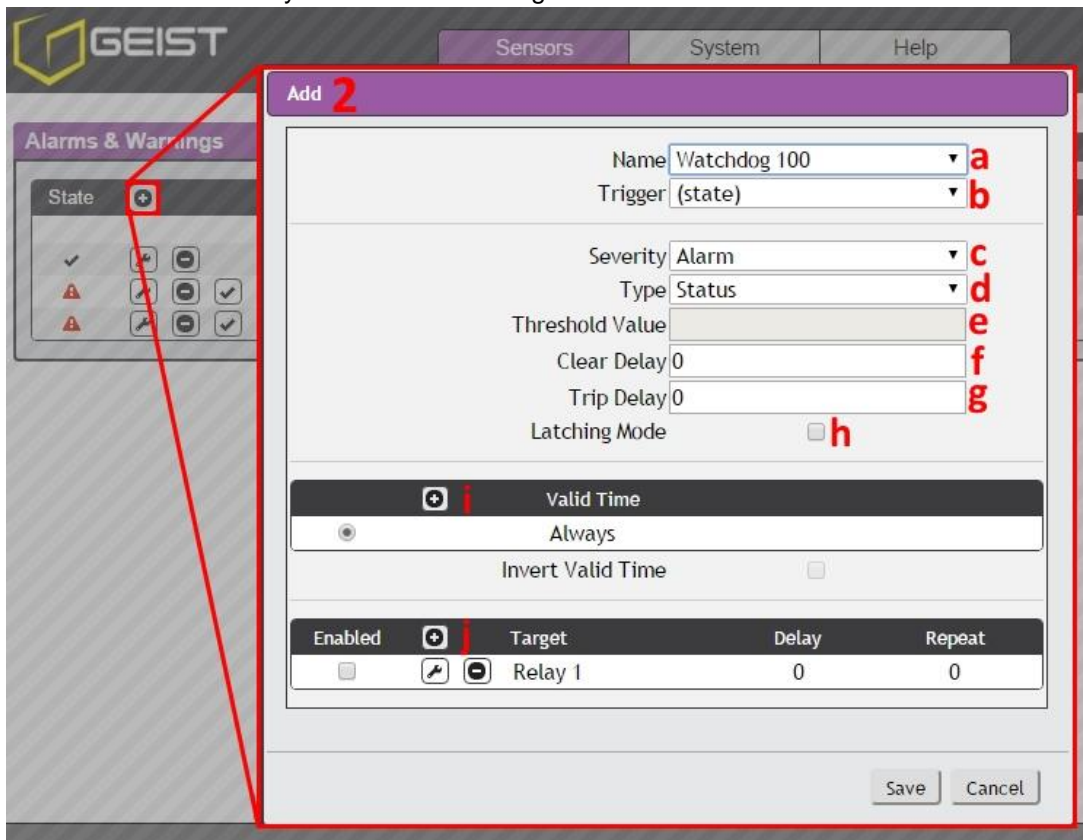 GEIST
Sensors System Help
Add 2
Alarms & Warnings
Name Watchdog 100 a
State
Trigger (state) b
Severity Alarm c
Type Status d
Threshold Value e
Clear Delay 0 f
Trip Delay 0 g
Latching Mode h
i Valid Time
Always
Invert Valid Time
Enabled j Target Delay Repeat
Relay 1 0 0
Save Cancel